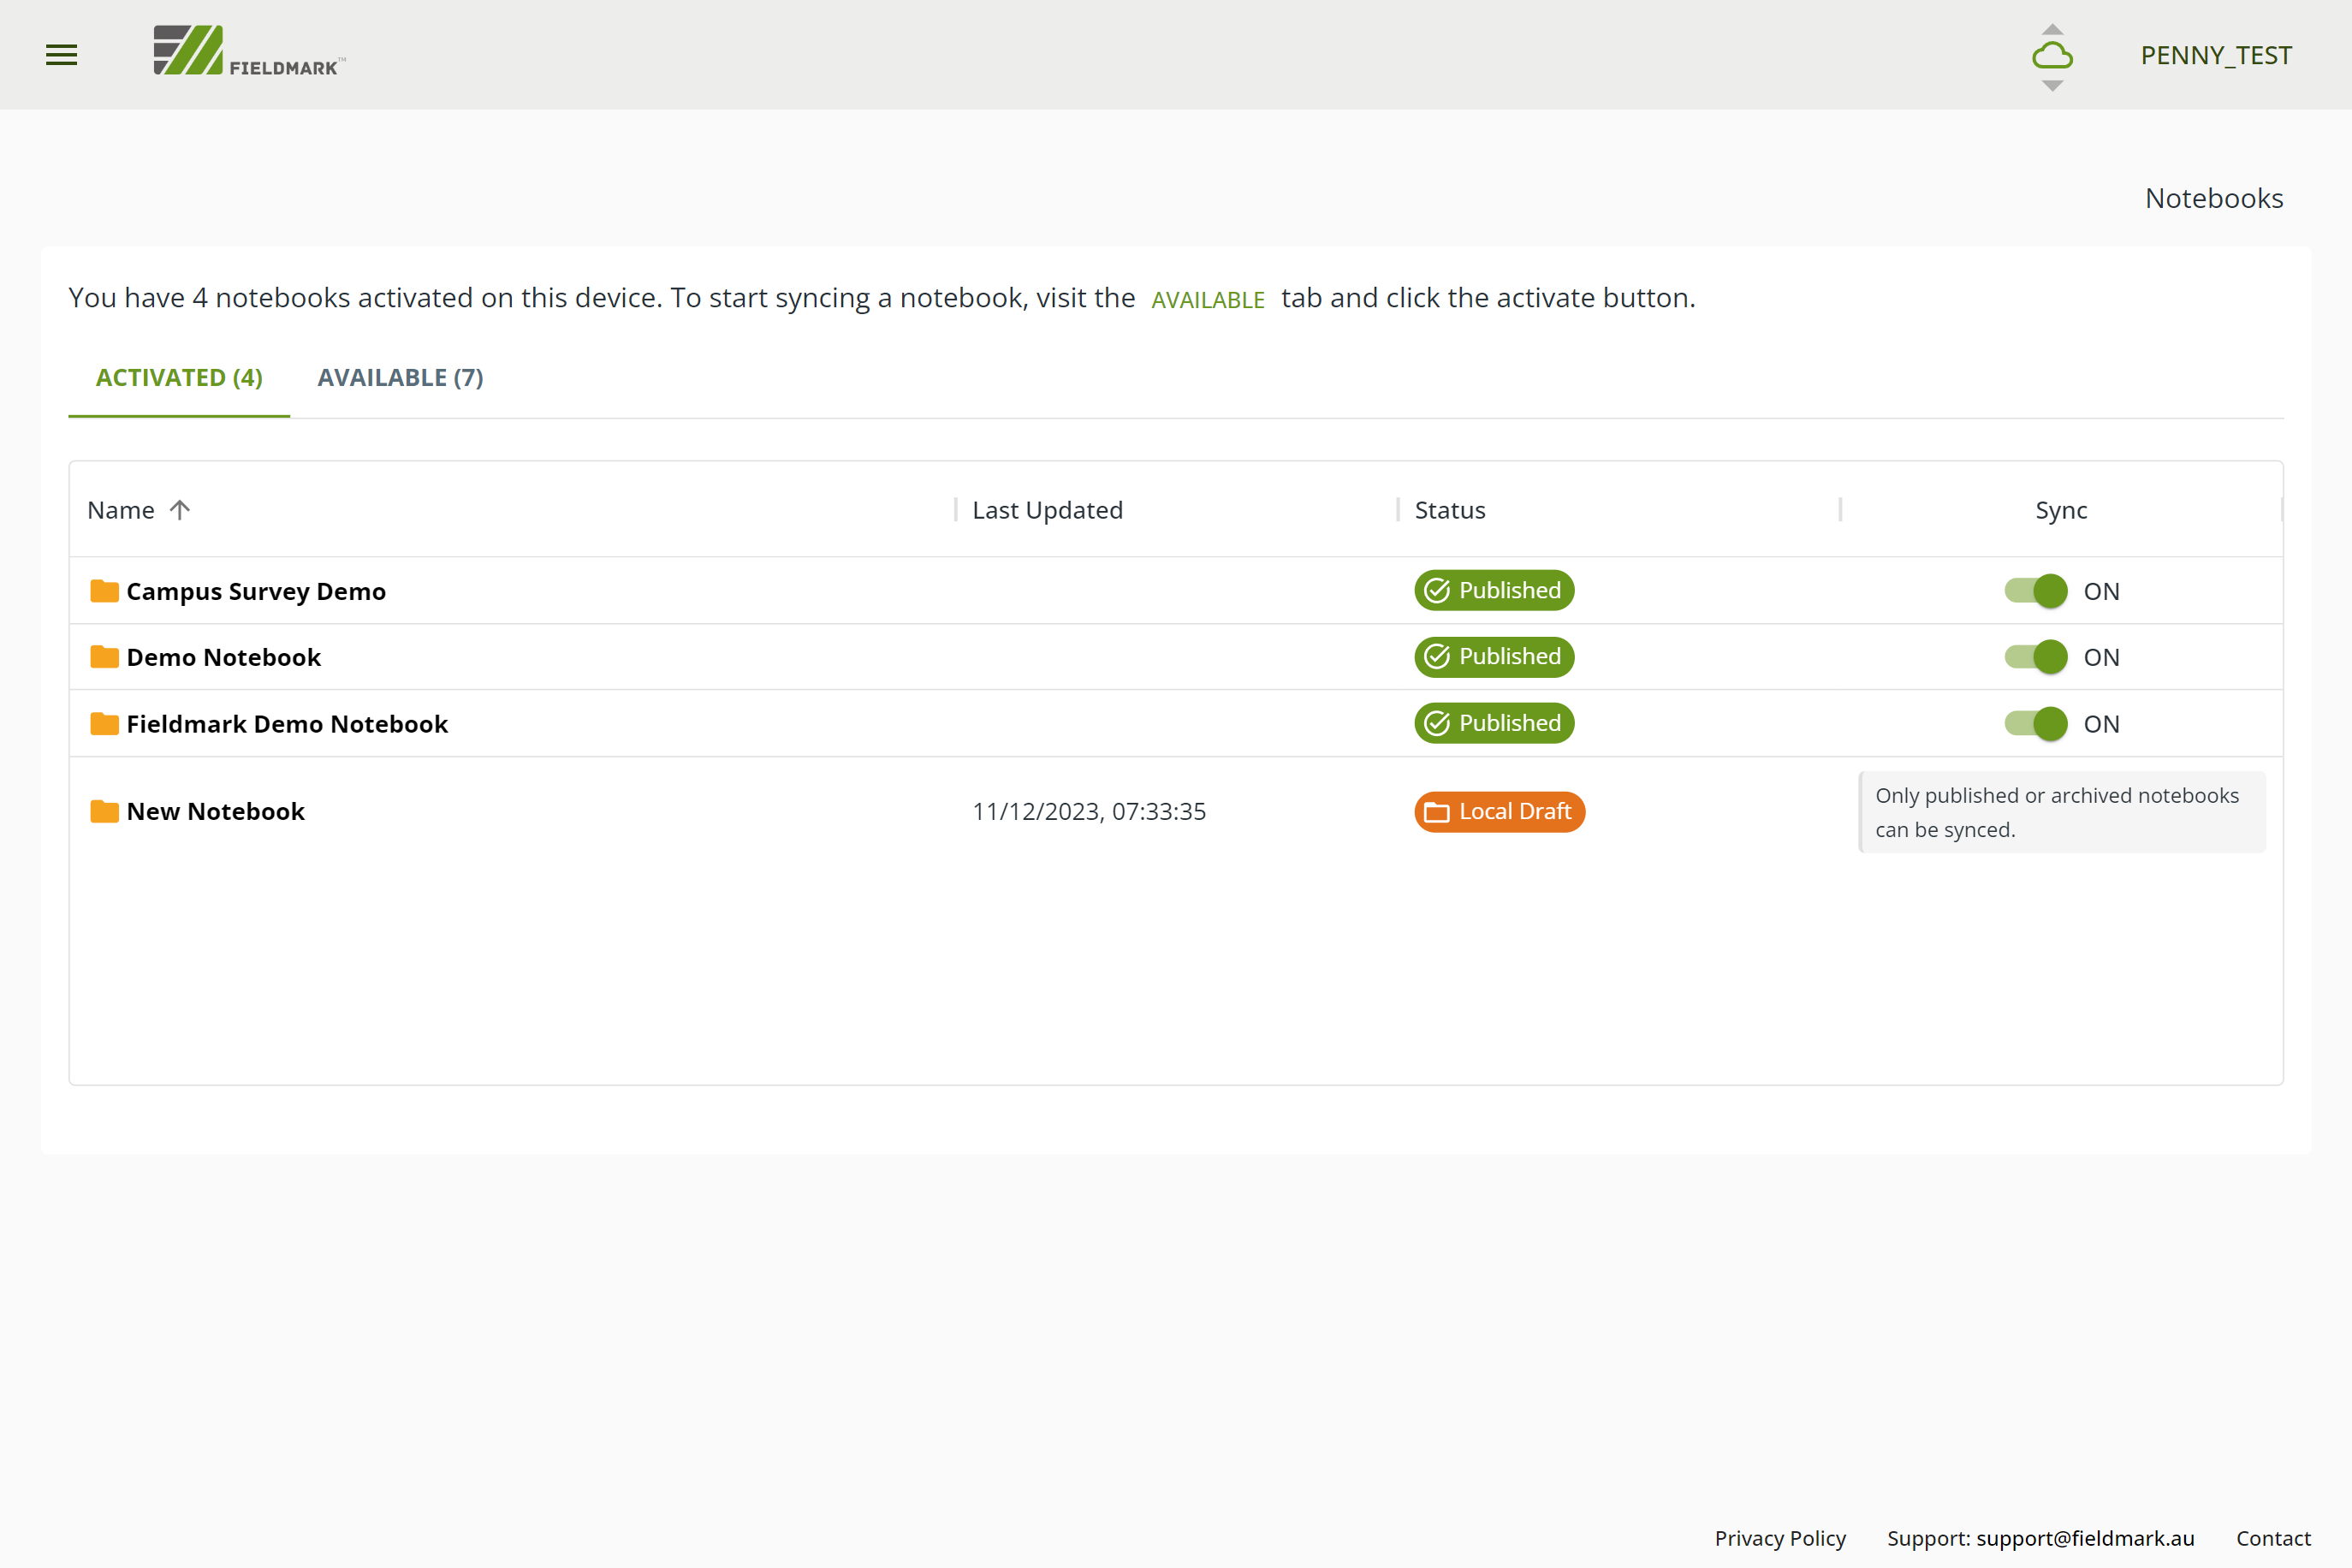 FIELDMARK™
PENNY_TEST
Notebooks
You have 4 notebooks activated on this device. To start syncing a notebook, visit the AVAILABLE tab and click the activate button.
ACTIVATED (4) AVAILABLE (7)
Name Last Updated Status Sync
Campus Survey Demo Published ON
Demo Notebook Published ON
Fieldmark Demo Notebook Published ON
New Notebook 11/12/2023, 07:33:35 Local Draft Only published or archived notebooks
can be synced.
Privacy Policy Support: support@fieldmark.au Contact